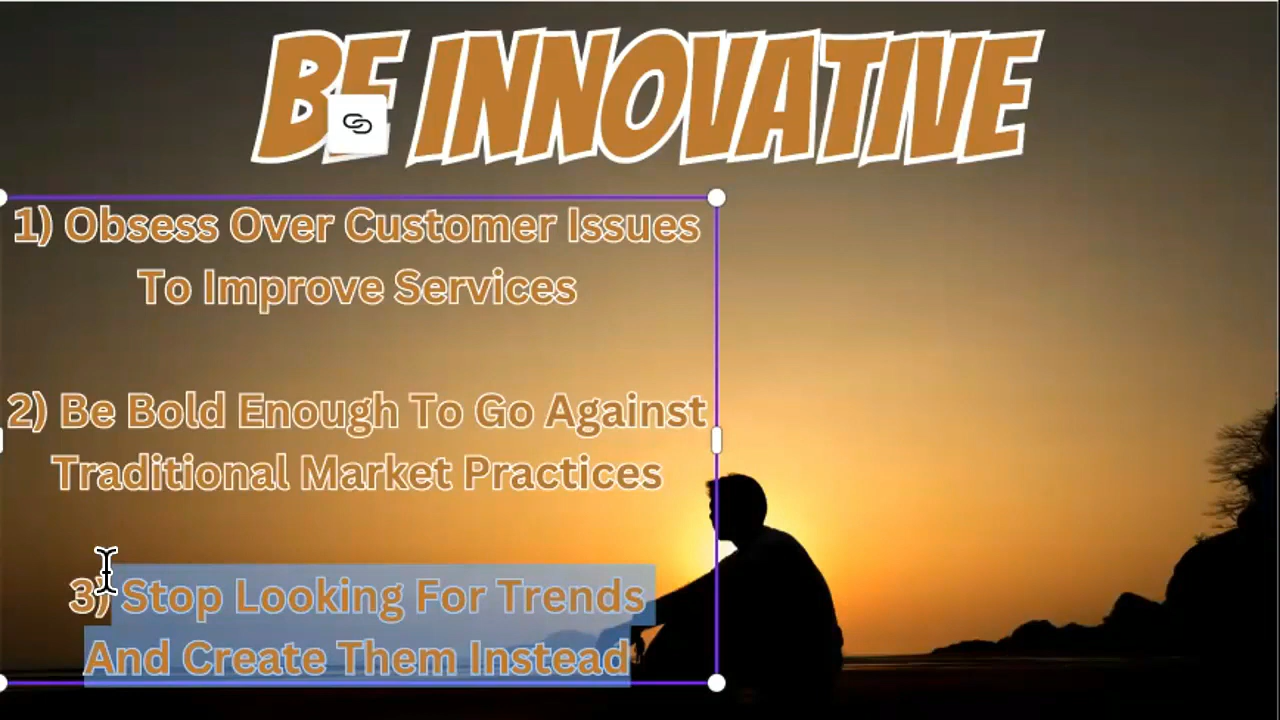 BE INNOVATIVE
1) Obsess Over Customer Issues
To Improve Services
2) Be Bold Enough To Go Against
Traditional Market Practices
3) Stop Looking For Trends
And Create Them Instead